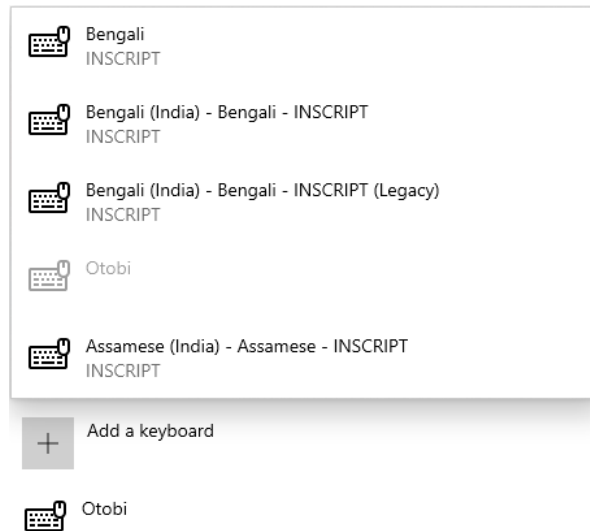 Bengali
INSCRIPT
Bengali (India) - Bengali - INSCRIPT
INSCRIPT
Bengali (India) - Bengali - INSCRIPT (Legacy)
INSCRIPT
Otobi
Assamese (India) - Assamese - INSCRIPT
INSCRIPT
Add a keyboard
Otobi